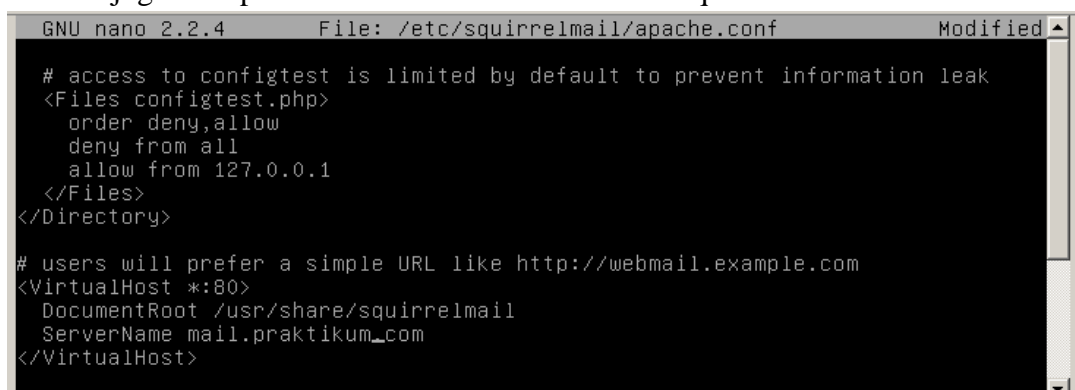 GNU nano 2.2.4 File: /etc/squirrelmail/apache.conf Modified
# access to configtest is limited by default to prevent information leak
<Files configtest.php>
order deny,allow
deny from all
allow from 127.0.0.1
</Files>
</Directory>
# users will prefer a simple URL like http://webmail.example.com
<VirtualHost *:80>
DocumentRoot /usr/share/squirrelmail
ServerName mail.praktikum.com
</VirtualHost>